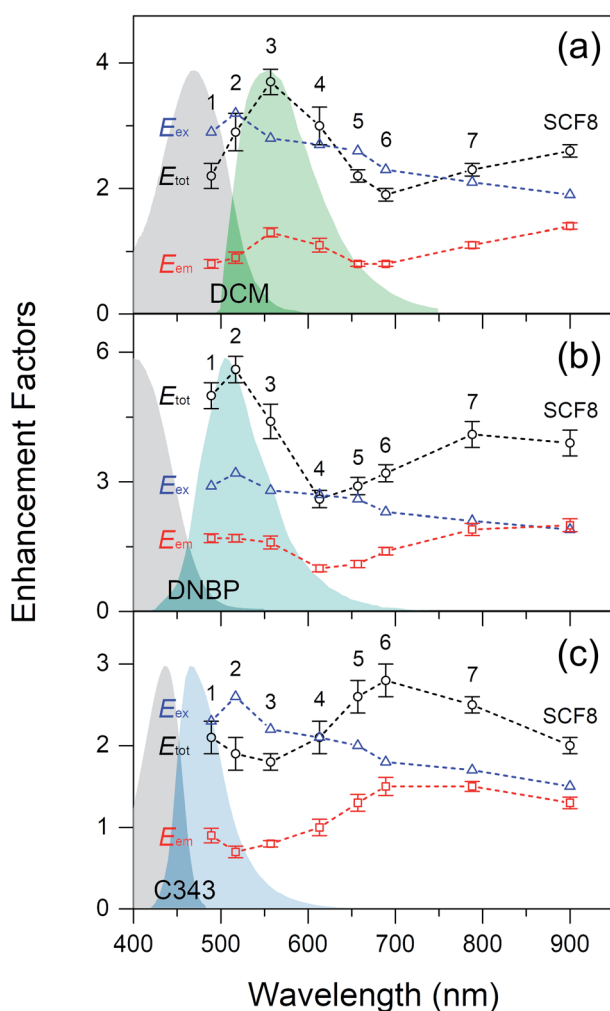 Enhancement Factors
(a)
4
2
0
1
2
3
4
5
6
7
SCF8
Eex
Etot
Eem
DCM
(b)
6
3
0
1
2
3
4
5
6
7
SCF8
Etot
Eex
Eem
DNBP
(c)
3
2
1
0
1
2
3
4
5
6
7
SCF8
Eex
Etot
Eem
C343
400 500 600 700 800 900
Wavelength (nm)